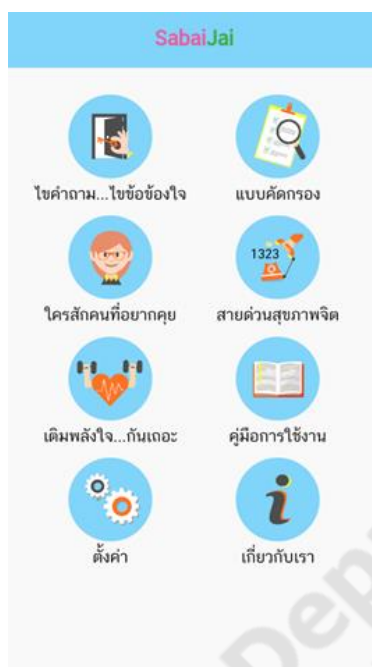 SabaiJai
ไขคำถาม...ไขข้อข้องใจ
แบบคัดกรอง
1323
ใครสักคนที่อยากคุย
สายด่วนสุขภาพจิต
เติมพลังใจ...กันเถอะ
คู่มือการใช้งาน
ตั้งค่า
เกี่ยวกับเรา
Dep